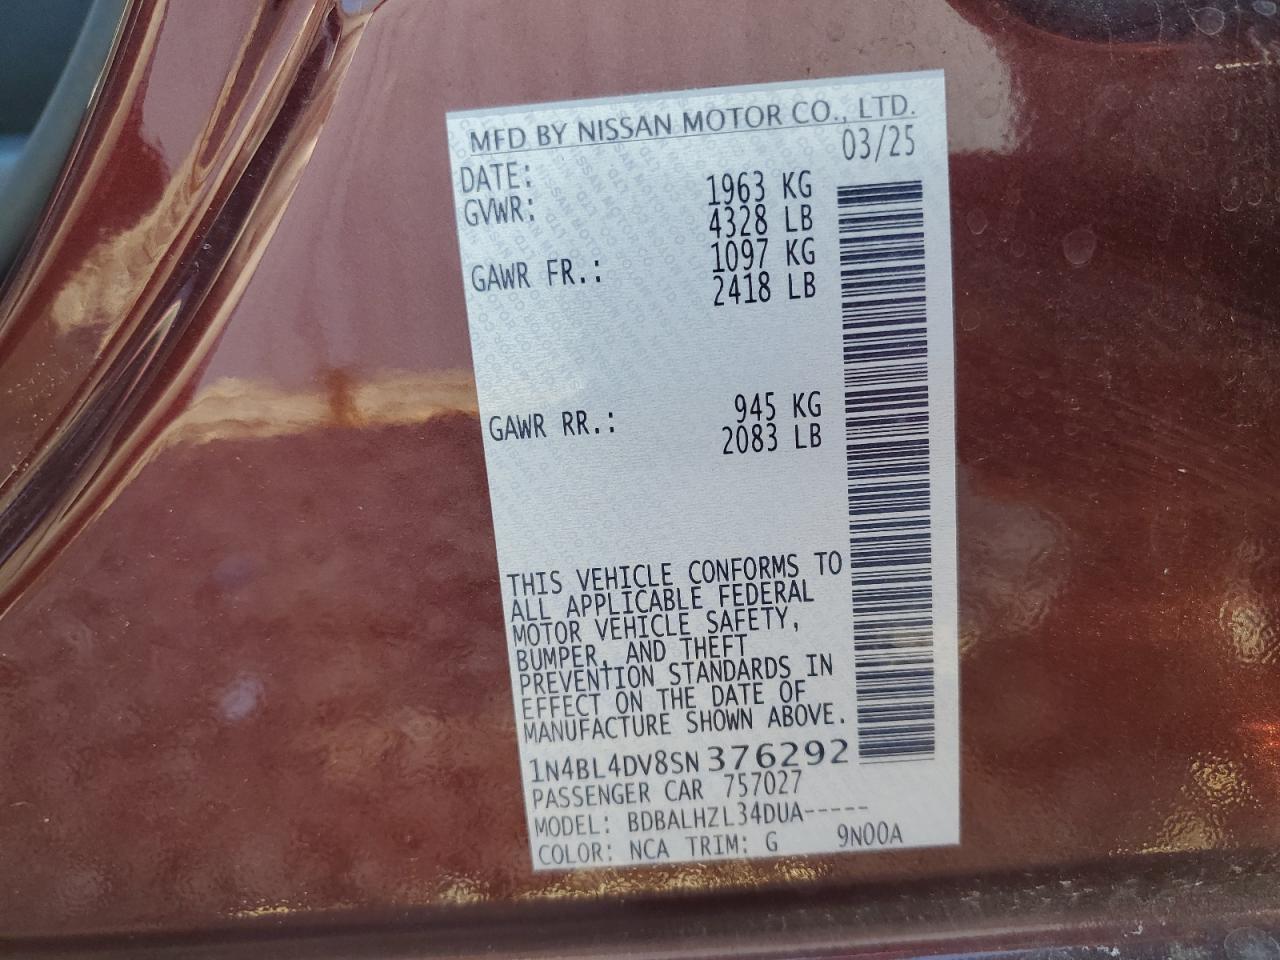 MFD BY NISSAN MOTOR CO., LTD.
DATE: 03/25
GVWR: 1963 KG
4328 LB
GAWR FR.: 1097 KG
2418 LB
GAWR RR.: 945 KG
2083 LB
THIS VEHICLE CONFORMS TO
ALL APPLICABLE FEDERAL
MOTOR VEHICLE SAFETY,
BUMPER, AND THEFT
PREVENTION STANDARDS IN
EFFECT ON THE DATE OF
MANUFACTURE SHOWN ABOVE.
1N4BL4DV8SN376292
PASSENGER CAR 757027
MODEL: BDBALHZL34DUA-----
COLOR: NCA TRIM: G 9N00A